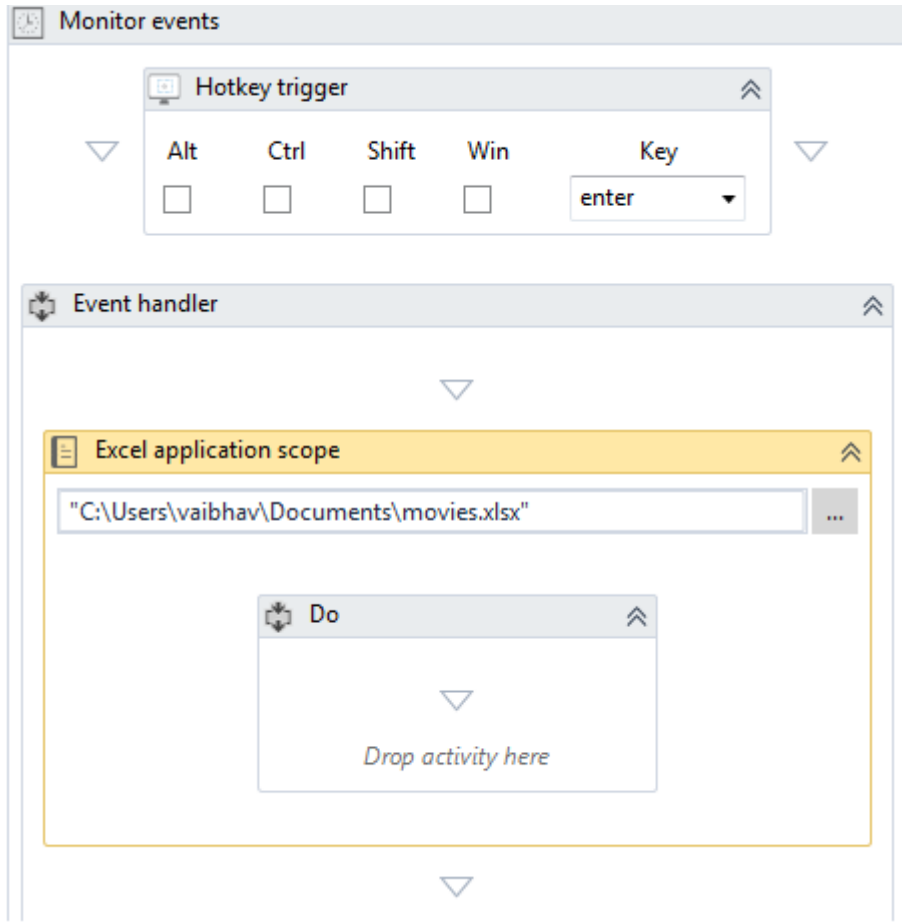 Monitor events
Hotkey trigger
Alt Ctrl Shift Win Key
enter
Event handler
Excel application scope
"C:\Users\vaibhav\Documents\movies.xlsx" ...
Do
Drop activity here